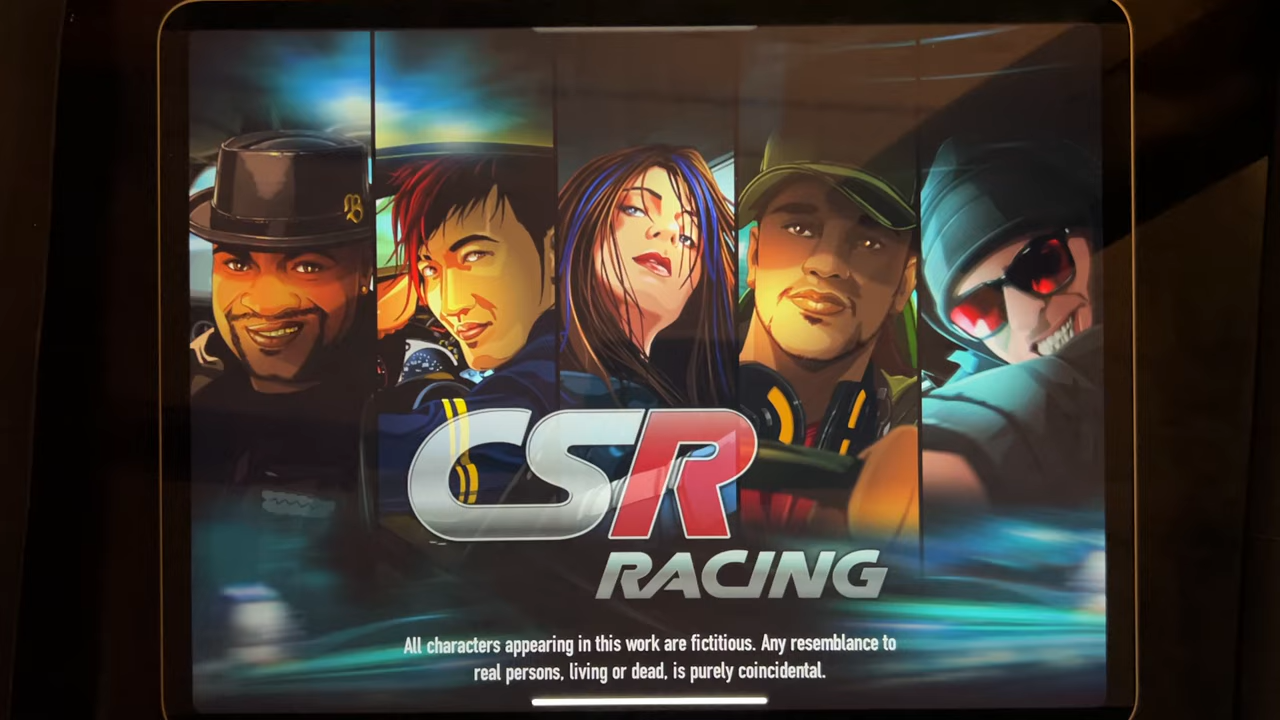 B
CSR
RACING
All characters appearing in this work are fictitious. Any resemblance to
real persons, living or dead, is purely coincidental.